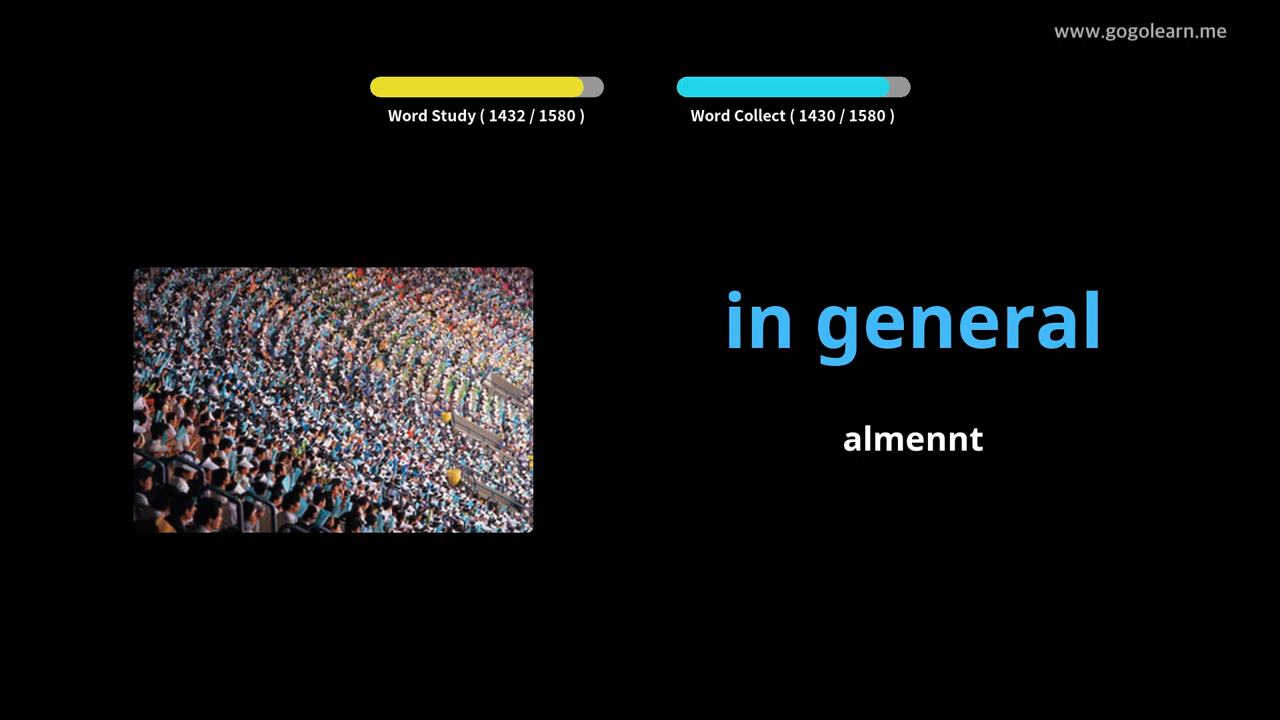 www.gogolearn.me
Word Study ( 1432 / 1580 )
Word Collect ( 1430 / 1580 )
in general
almennt